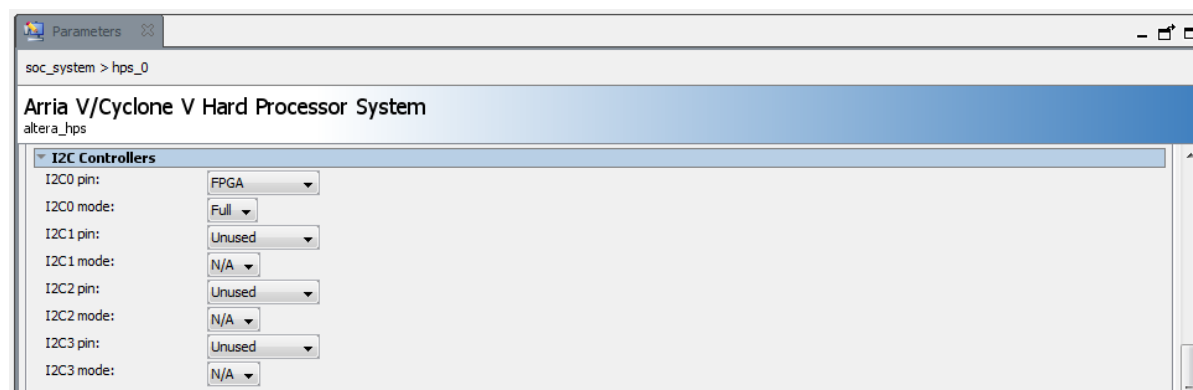 Parameters
soc_system > hps_0
Arria V/Cyclone V Hard Processor System
altera_hps
I2C Controllers
I2C0 pin: FPGA
I2C0 mode: Full
I2C1 pin: Unused
I2C1 mode: N/A
I2C2 pin: Unused
I2C2 mode: N/A
I2C3 pin: Unused
I2C3 mode: N/A